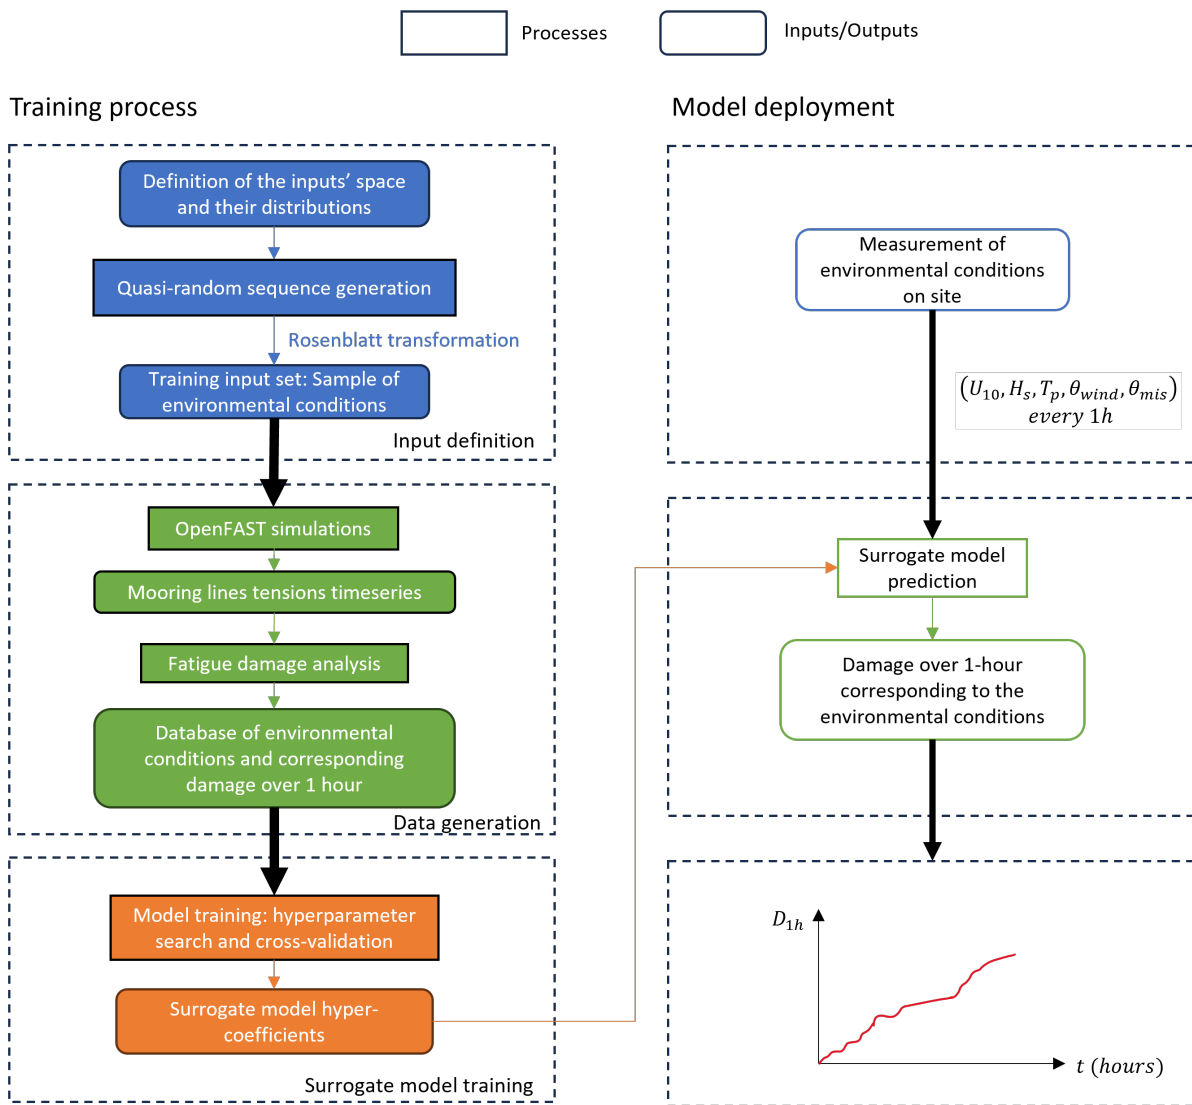 Processes
Inputs/Outputs
Training process
Definition of the inputs’ space
and their distributions
Quasi-random sequence generation
Rosenblatt transformation
Training input set: Sample of
environmental conditions
Input definition
OpenFAST simulations
Mooring lines tensions timeseries
Fatigue damage analysis
Database of environmental
conditions and corresponding
damage over 1 hour
Data generation
Model training: hyperparameter
search and cross-validation
Surrogate model hyper-
coefficients
Surrogate model training
Model deployment
Measurement of
environmental conditions
on site
(U₁₀, Hₛ, Tₚ, θ_wind, θ_mis)
every 1h
Surrogate model
prediction
Damage over 1-hour
corresponding to the
environmental conditions
D₁ₕ
t (hours)